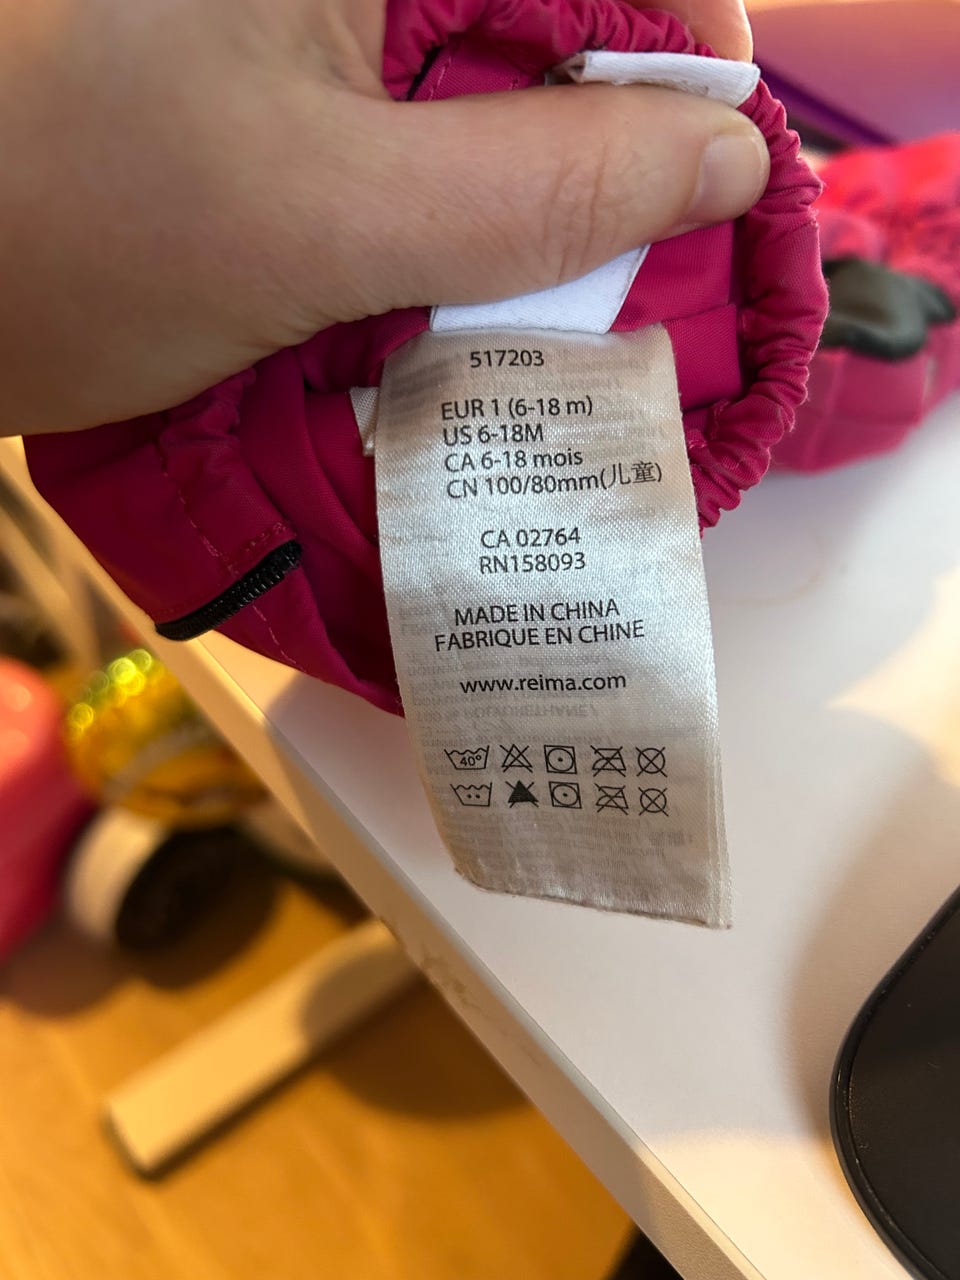 517203
EUR 1 (6-18 m)
US 6-18M
CA 6-18 mois
CN 100/80mm(儿童)
CA 02764
RN158093
MADE IN CHINA
FABRIQUE EN CHINE
www.reima.com
40°